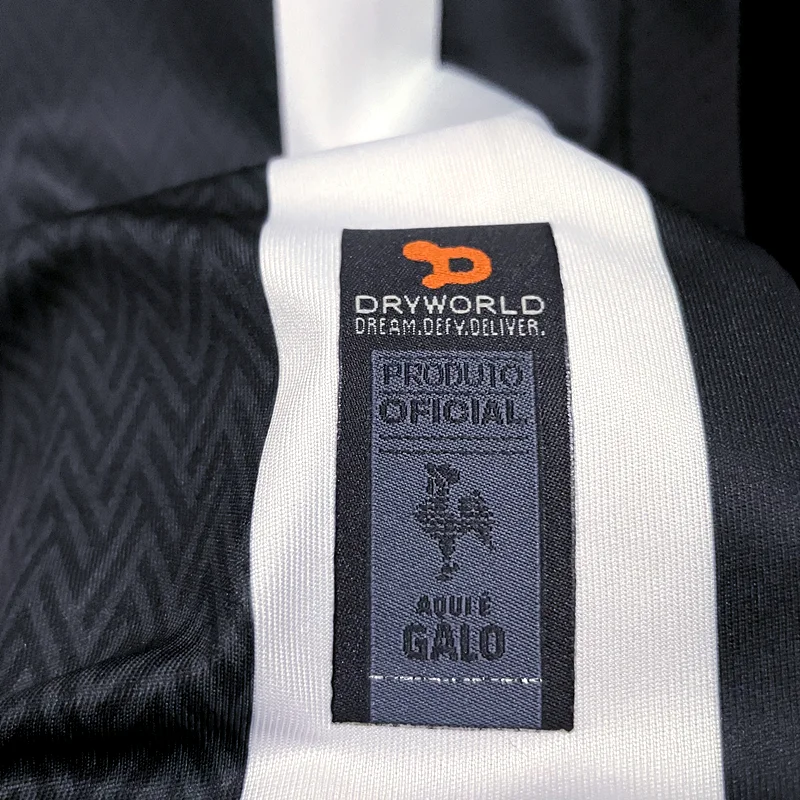 DRYWORLD
DREAM.DEFY.DELIVER.
PRODUTO
OFICIAL
AQUI É
GALO